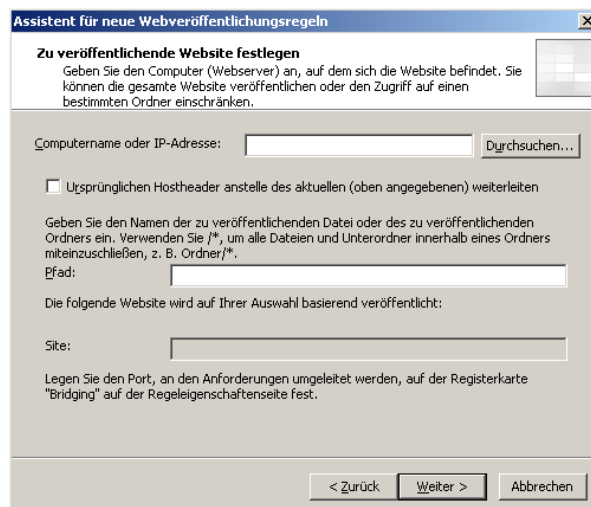 Assistent für neue Webveröffentlichungsregeln
Zu veröffentlichende Website festlegen
Geben Sie den Computer (Webserver) an, auf dem sich die Website befindet. Sie
können die gesamte Website veröffentlichen oder den Zugriff auf einen
bestimmten Ordner einschränken.
Computername oder IP-Adresse:
Durchsuchen...
Ursprünglichen Hostheader anstelle des aktuellen (oben angegebenen) weiterleiten
Geben Sie den Namen der zu veröffentlichenden Datei oder des zu veröffentlichenden
Ordners ein. Verwenden Sie /*, um alle Dateien und Unterordner innerhalb eines Ordners
miteinzuschließen, z. B. Ordner/*.
Pfad:
Die folgende Website wird auf Ihrer Auswahl basierend veröffentlicht:
Site:
Legen Sie den Port, an den Anforderungen umgeleitet werden, auf der Registerkarte
"Bridging" auf der Regeleigenschaftenseite fest.
< Zurück
Weiter >
Abbrechen